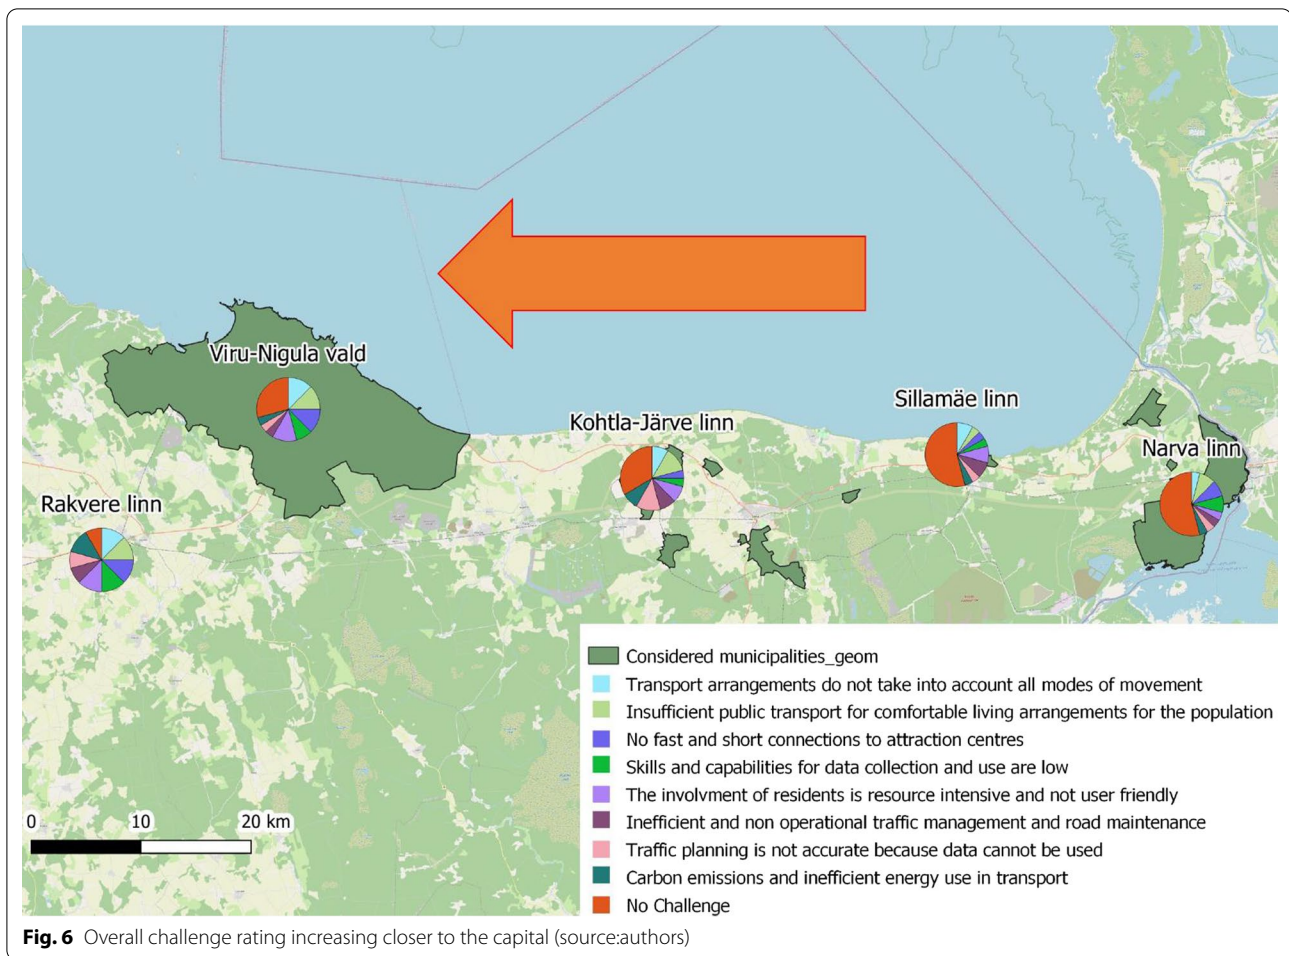 Viru-Nigula vald
Sillamäe linn
Kohtla-Järve linn
Narva linn
Rakvere linn
Considered municipalities_geom
Transport arrangements do not take into account all modes of movement
Insufficient public transport for comfortable living arrangements for the population
No fast and short connections to attraction centres
Skills and capabilities for data collection and use are low
The involvment of residents is resource intensive and not user friendly
Inefficient and non operational traffic management and road maintenance
Traffic planning is not accurate because data cannot be used
Carbon emissions and inefficient energy use in transport
No Challenge
0 10 20 km
Fig. 6 Overall challenge rating increasing closer to the capital (source:authors)